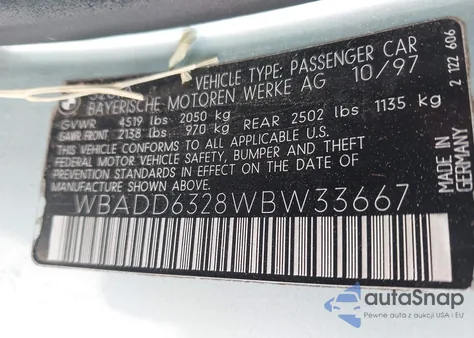 VEHICLE TYPE: PASSENGER CAR
BAYERISCHE MOTOREN WERKE AG 10/97
GVWR 4519 lbs 2050 kg
GAWR FRONT 2138 lbs 970 kg REAR 2502 lbs 1135 kg
THIS VEHICLE CONFORMS TO ALL APPLICABLE U.S.
FEDERAL MOTOR VEHICLE SAFETY, BUMPER AND THEFT
PREVENTION STANDARDS IN EFFECT ON THE DATE OF
MANUFACTURE SHOWN ABOVE.
WBADD6328WBW33667
2 122 606
autoSnap
Pewne auta z aukcji USA i EU